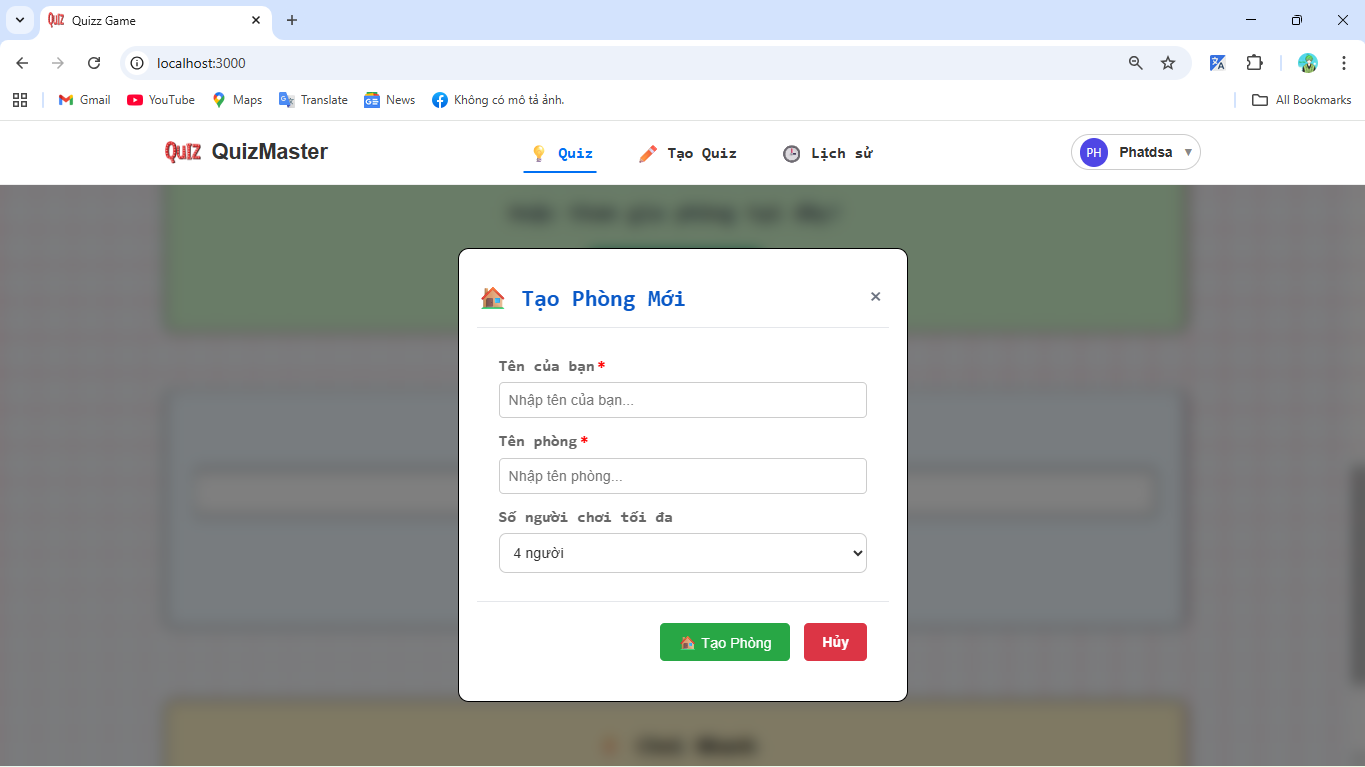 Quizz Game
localhost:3000
Gmail YouTube Maps Translate News Không có mô tả ảnh. All Bookmarks
QUIZ QuizMaster Quiz Tạo Quiz Lịch sử PH Phatdsa
Tạo Phòng Mới
Tên của bạn*
Nhập tên của bạn...
Tên phòng*
Nhập tên phòng...
Số người chơi tối đa
4 người
Tạo Phòng Hủy